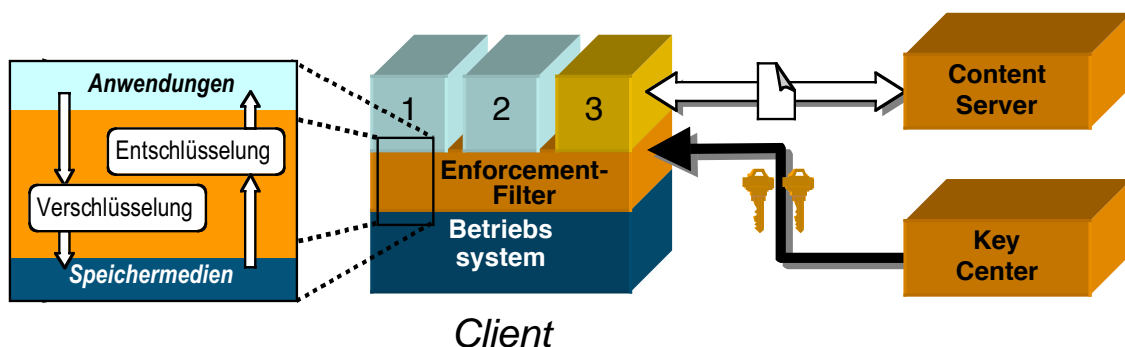 Anwendungen
Entschlüsselung
Verschlüsselung
Speichermedien
1 2 3
Enforcement-
Filter
Betriebs
system
Client
Content
Server
Key
Center